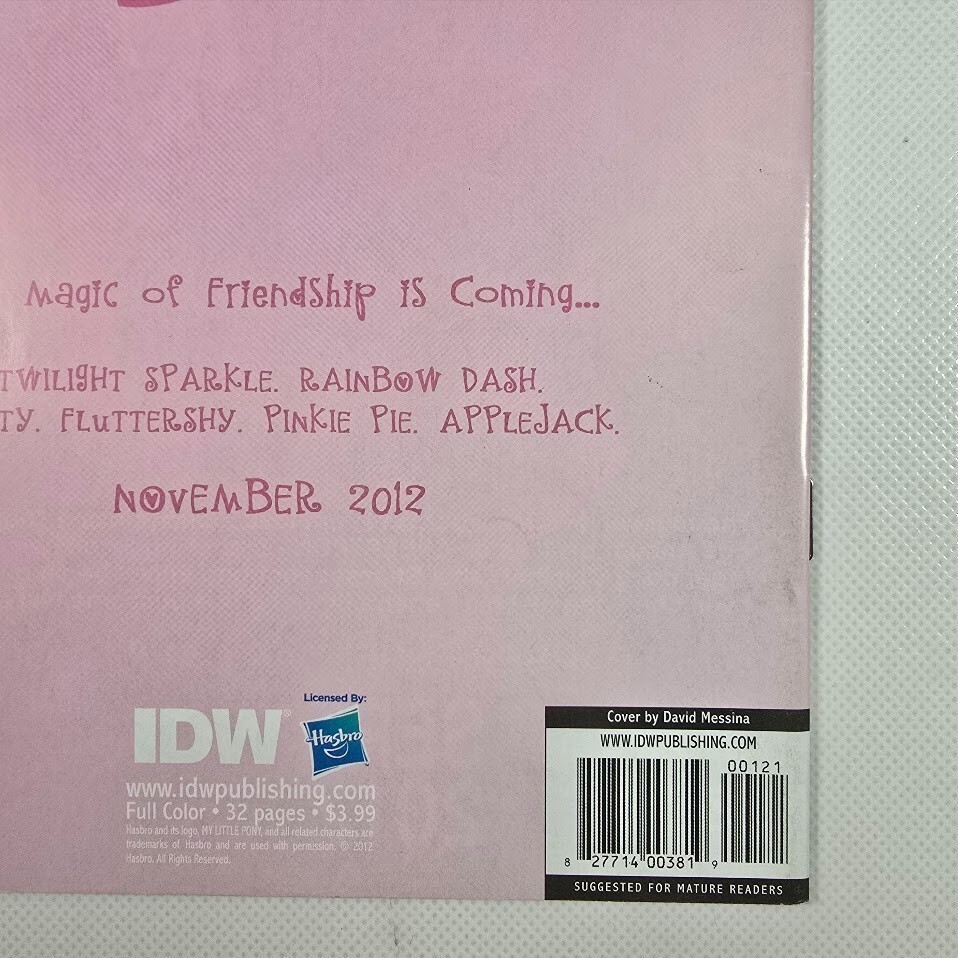 Magic of Friendship is Coming...
TWILIGHT SPARKLE. RAINBOW DASH.
TY. FLUTTERSHY. PINKIE PIE. APPLEJACK.
NOVEMBER 2012
Licensed By:
IDW®
Hasbro
www.idwpublishing.com
Full Color • 32 pages • $3.99
Hasbro and its logo, MY LITTLE PONY, and all related characters are
trademarks of Hasbro and are used with permission. © 2012
Hasbro. All Rights Reserved.
Cover by David Messina
WWW.IDWPUBLISHING.COM
00121
8 27714 00381 9
SUGGESTED FOR MATURE READERS